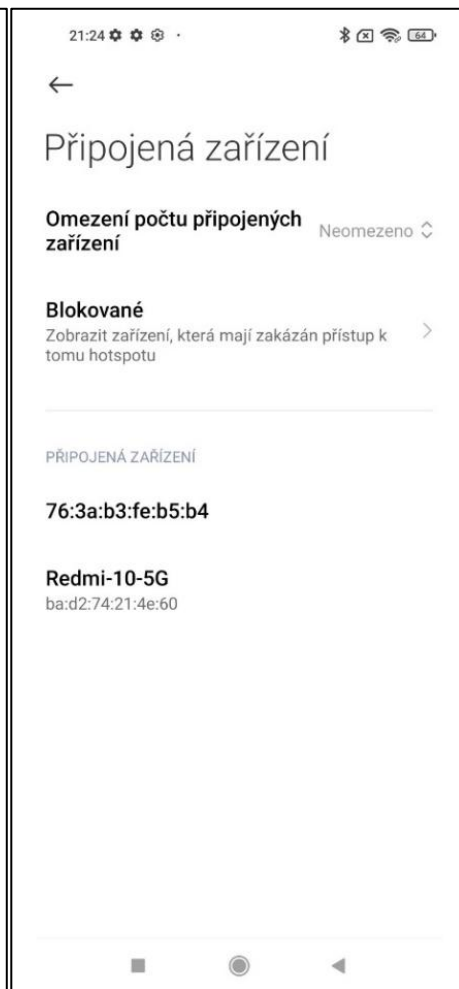 21:24
64
Připojená zařízení
Omezení počtu připojených
zařízení
Neomezeno
Blokované
Zobrazit zařízení, která mají zakázán přístup k
tomu hotspotu
PŘIPOJENÁ ZAŘÍZENÍ
76:3a:b3:fe:b5:b4
Redmi-10-5G
ba:d2:74:21:4e:60